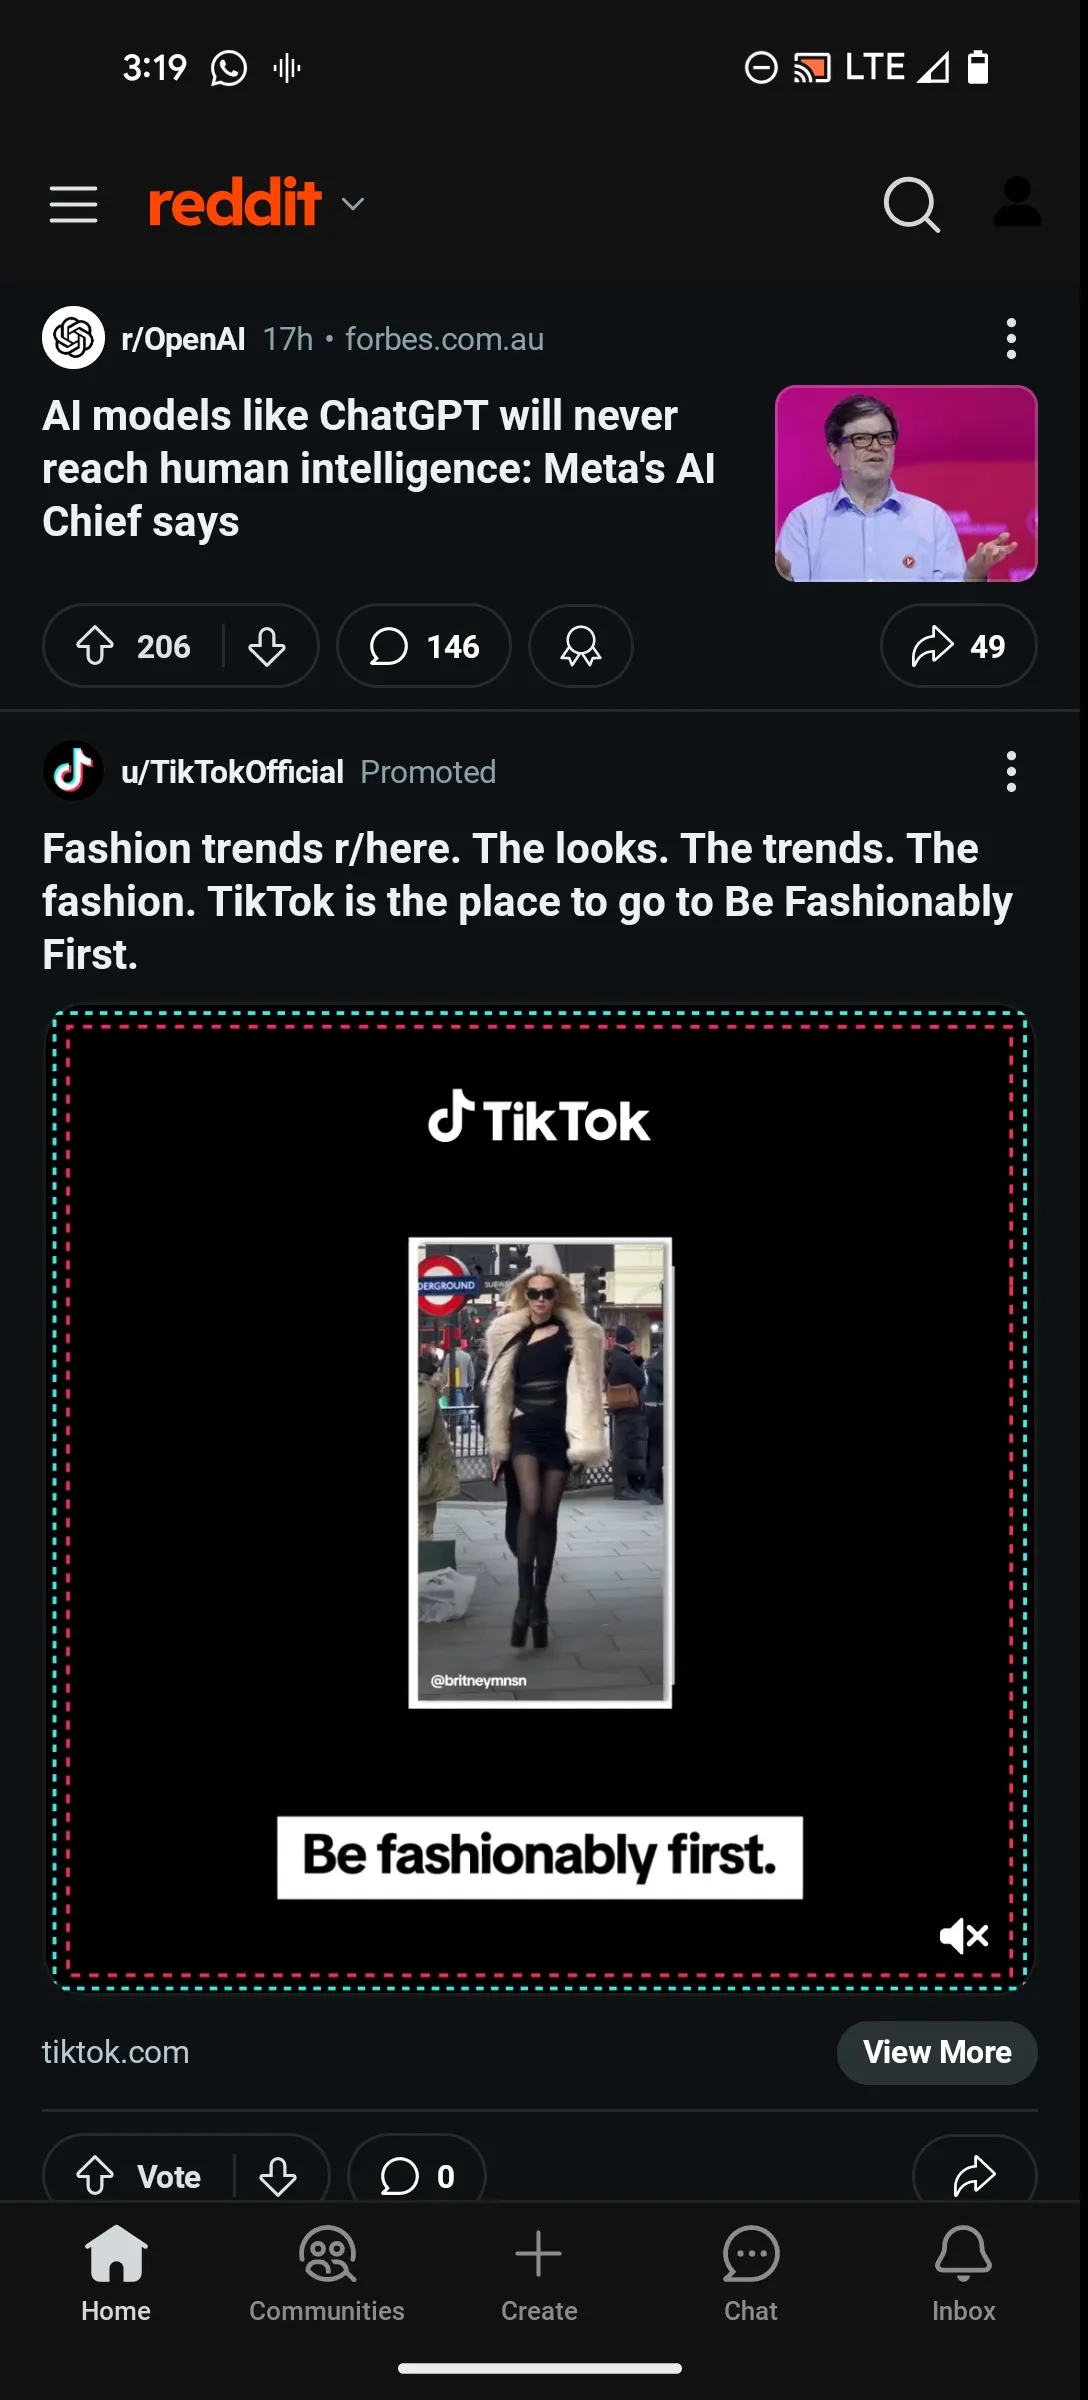 3:19
LTE
reddit
r/OpenAI 17h • forbes.com.au
AI models like ChatGPT will never
reach human intelligence: Meta's AI
Chief says
206
146
49
u/TikTokOfficial Promoted
Fashion trends r/here. The looks. The trends. The
fashion. TikTok is the place to go to Be Fashionably
First.
TikTok
DERGROUND
SUBWAY
@britneymnsn
Be fashionably first.
tiktok.com
View More
Vote
0
Home
Communities
Create
Chat
Inbox